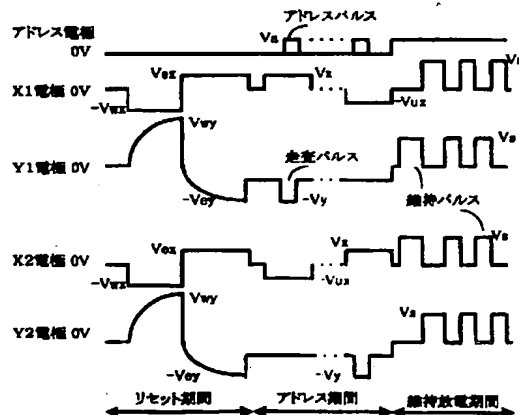 アドレスパルス
アドレス電極
0V
Va
X1電極 0V
Vex
Vx
Vs
-Vwx
-Vux
Vwy
Y1電極 0V
走査パルス
Vs
-Vey
-Vy
維持パルス
X2電極 0V
Vex
Vx
Vs
-Vwx
-Vux
Vwy
Y2電極 0V
Vs
-Vey
-Vy
リセット期間
アドレス期間
維持放電期間